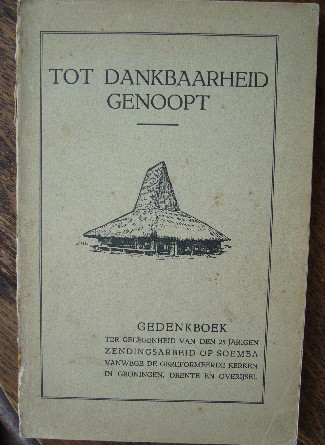 TOT DANKBAARHEID
GENOOPT
GEDENKBOEK
TER GELEGENHEID VAN DEN 25 JARIGEN
ZENDINGSARBEID OP SOEMBA
VANWEGE DE GEREFORMEERDE KERKEN
IN GRONINGEN, DRENTE EN OVERIJSEL